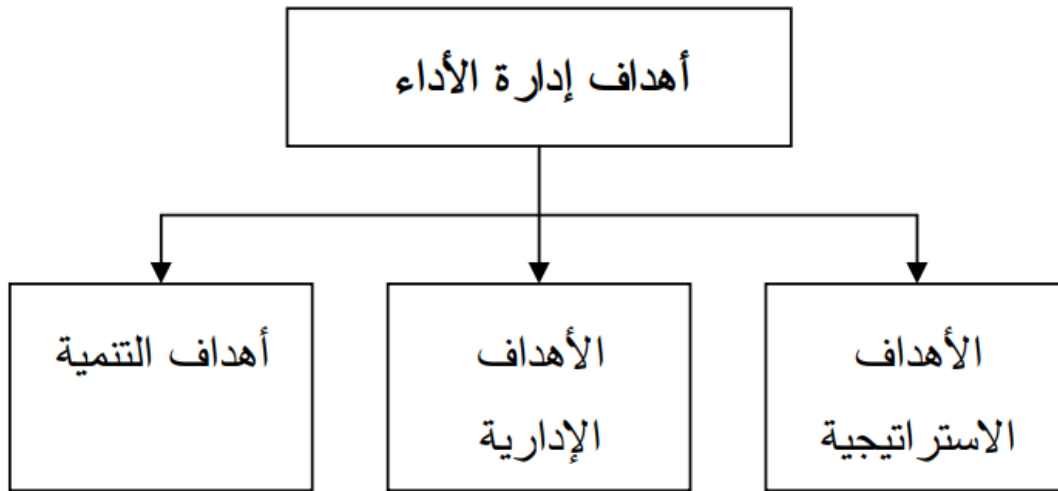 أهداف إدارة الأداء
الأهداف
الاستراتيجية
الأهداف
الإدارية
أهداف التنمية